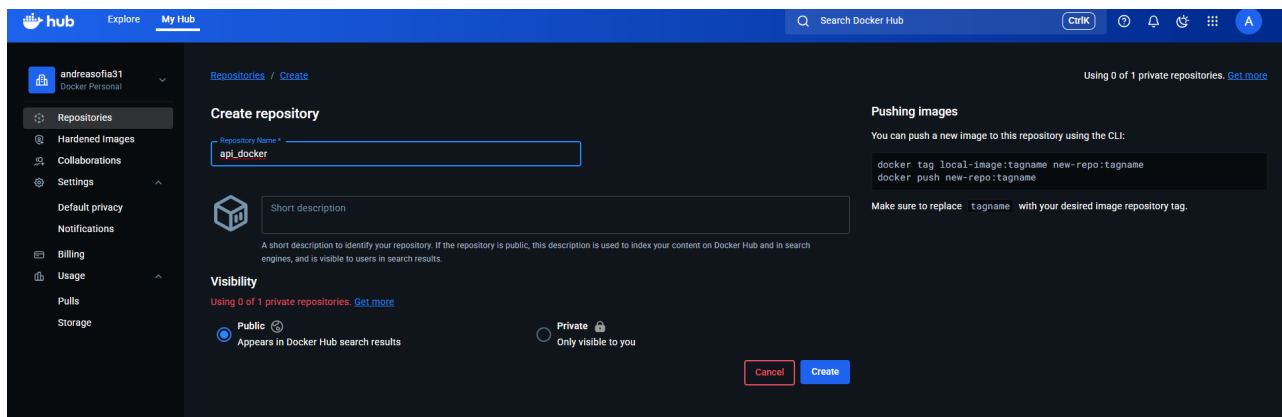 hub
Explore
My Hub
Search Docker Hub
CtrlK
A
andreasofia31
Docker Personal
Repositories
Hardened Images
Collaborations
Settings
Default privacy
Notifications
Billing
Usage
Pulls
Storage
Repositories / Create
Using 0 of 1 private repositories. Get more
Create repository
Repository Name *
api_docker
Short description
A short description to identify your repository. If the repository is public, this description is used to index your content on Docker Hub and in search
engines, and is visible to users in search results.
Visibility
Using 0 of 1 private repositories. Get more
Public
Appears in Docker Hub search results
Private
Only visible to you
Cancel
Create
Pushing images
You can push a new image to this repository using the CLI:
docker tag local-image:tagname new-repo:tagname
docker push new-repo:tagname
Make sure to replace tagname with your desired image repository tag.